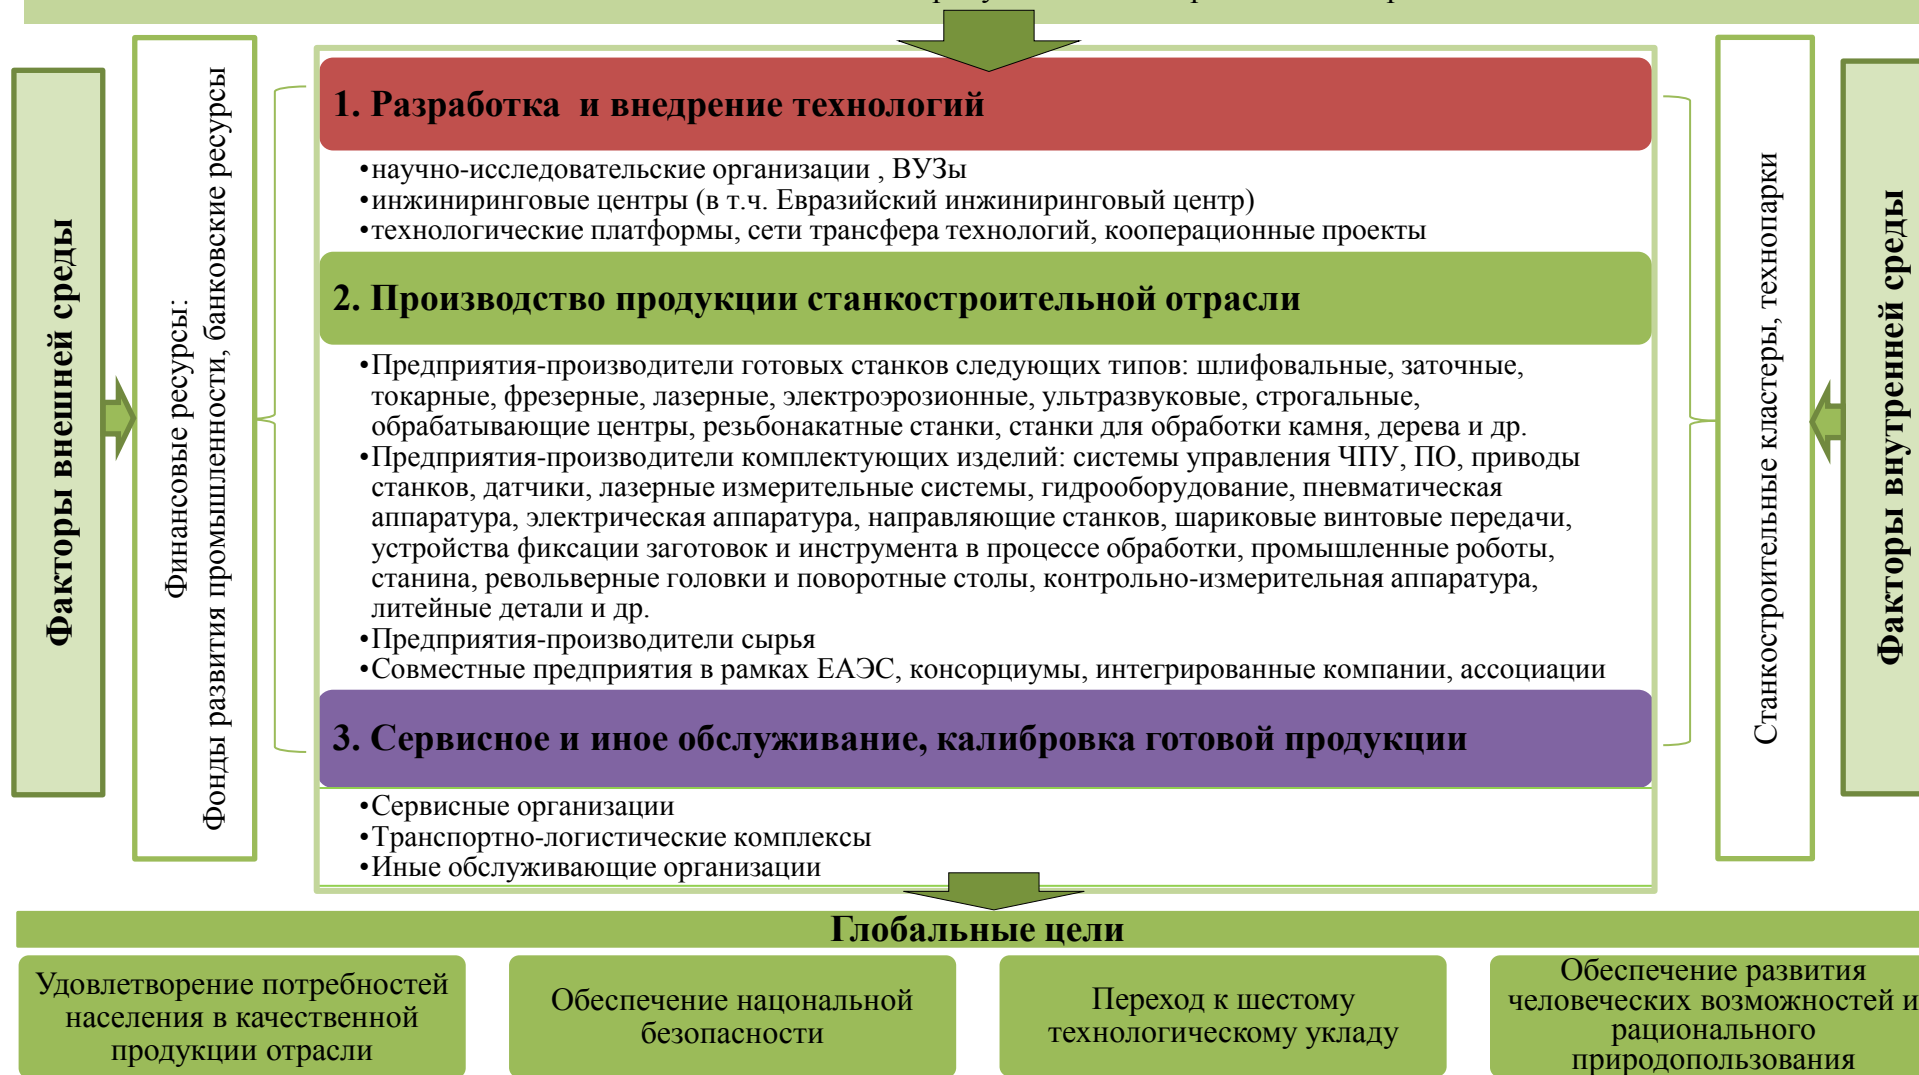 Факторы внешней среды
Финансовые ресурсы:
Фонды развития промышленности, банковские ресурсы
1. Разработка и внедрение технологий
•научно-исследовательские организации , ВУЗы
•инжиниринговые центры (в т.ч. Евразийский инжиниринговый центр)
•технологические платформы, сети трансфера технологий, кооперационные проекты
2. Производство продукции станкостроительной отрасли
•Предприятия-производители готовых станков следующих типов: шлифовальные, заточные,
токарные, фрезерные, лазерные, электроэрозионные, ультразвуковые, строгальные,
обрабатывающие центры, резьбонакатные станки, станки для обработки камня, дерева и др.
•Предприятия-производители комплектующих изделий: системы управления ЧПУ, ПО, приводы
станков, датчики, лазерные измерительные системы, гидрооборудование, пневматическая
аппаратура, электрическая аппаратура, направляющие станков, шариковые винтовые передачи,
устройства фиксации заготовок и инструмента в процессе обработки, промышленные роботы,
станина, револьверные головки и поворотные столы, контрольно-измерительная аппаратура,
литейные детали и др.
•Предприятия-производители сырья
•Совместные предприятия в рамках ЕАЭС, консорциумы, интегрированные компании, ассоциации
3. Сервисное и иное обслуживание, калибровка готовой продукции
•Сервисные организации
•Транспортно-логистические комплексы
•Иные обслуживающие организации
Станкостроительные кластеры, технопарки
Факторы внутренней среды
Глобальные цели
Удовлетворение потребностей
населения в качественной
продукции отрасли
Обеспечение нацональной
безопасности
Переход к шестому
технологическому укладу
Обеспечение развития
человеческих возможностей и
рационального
природопользования